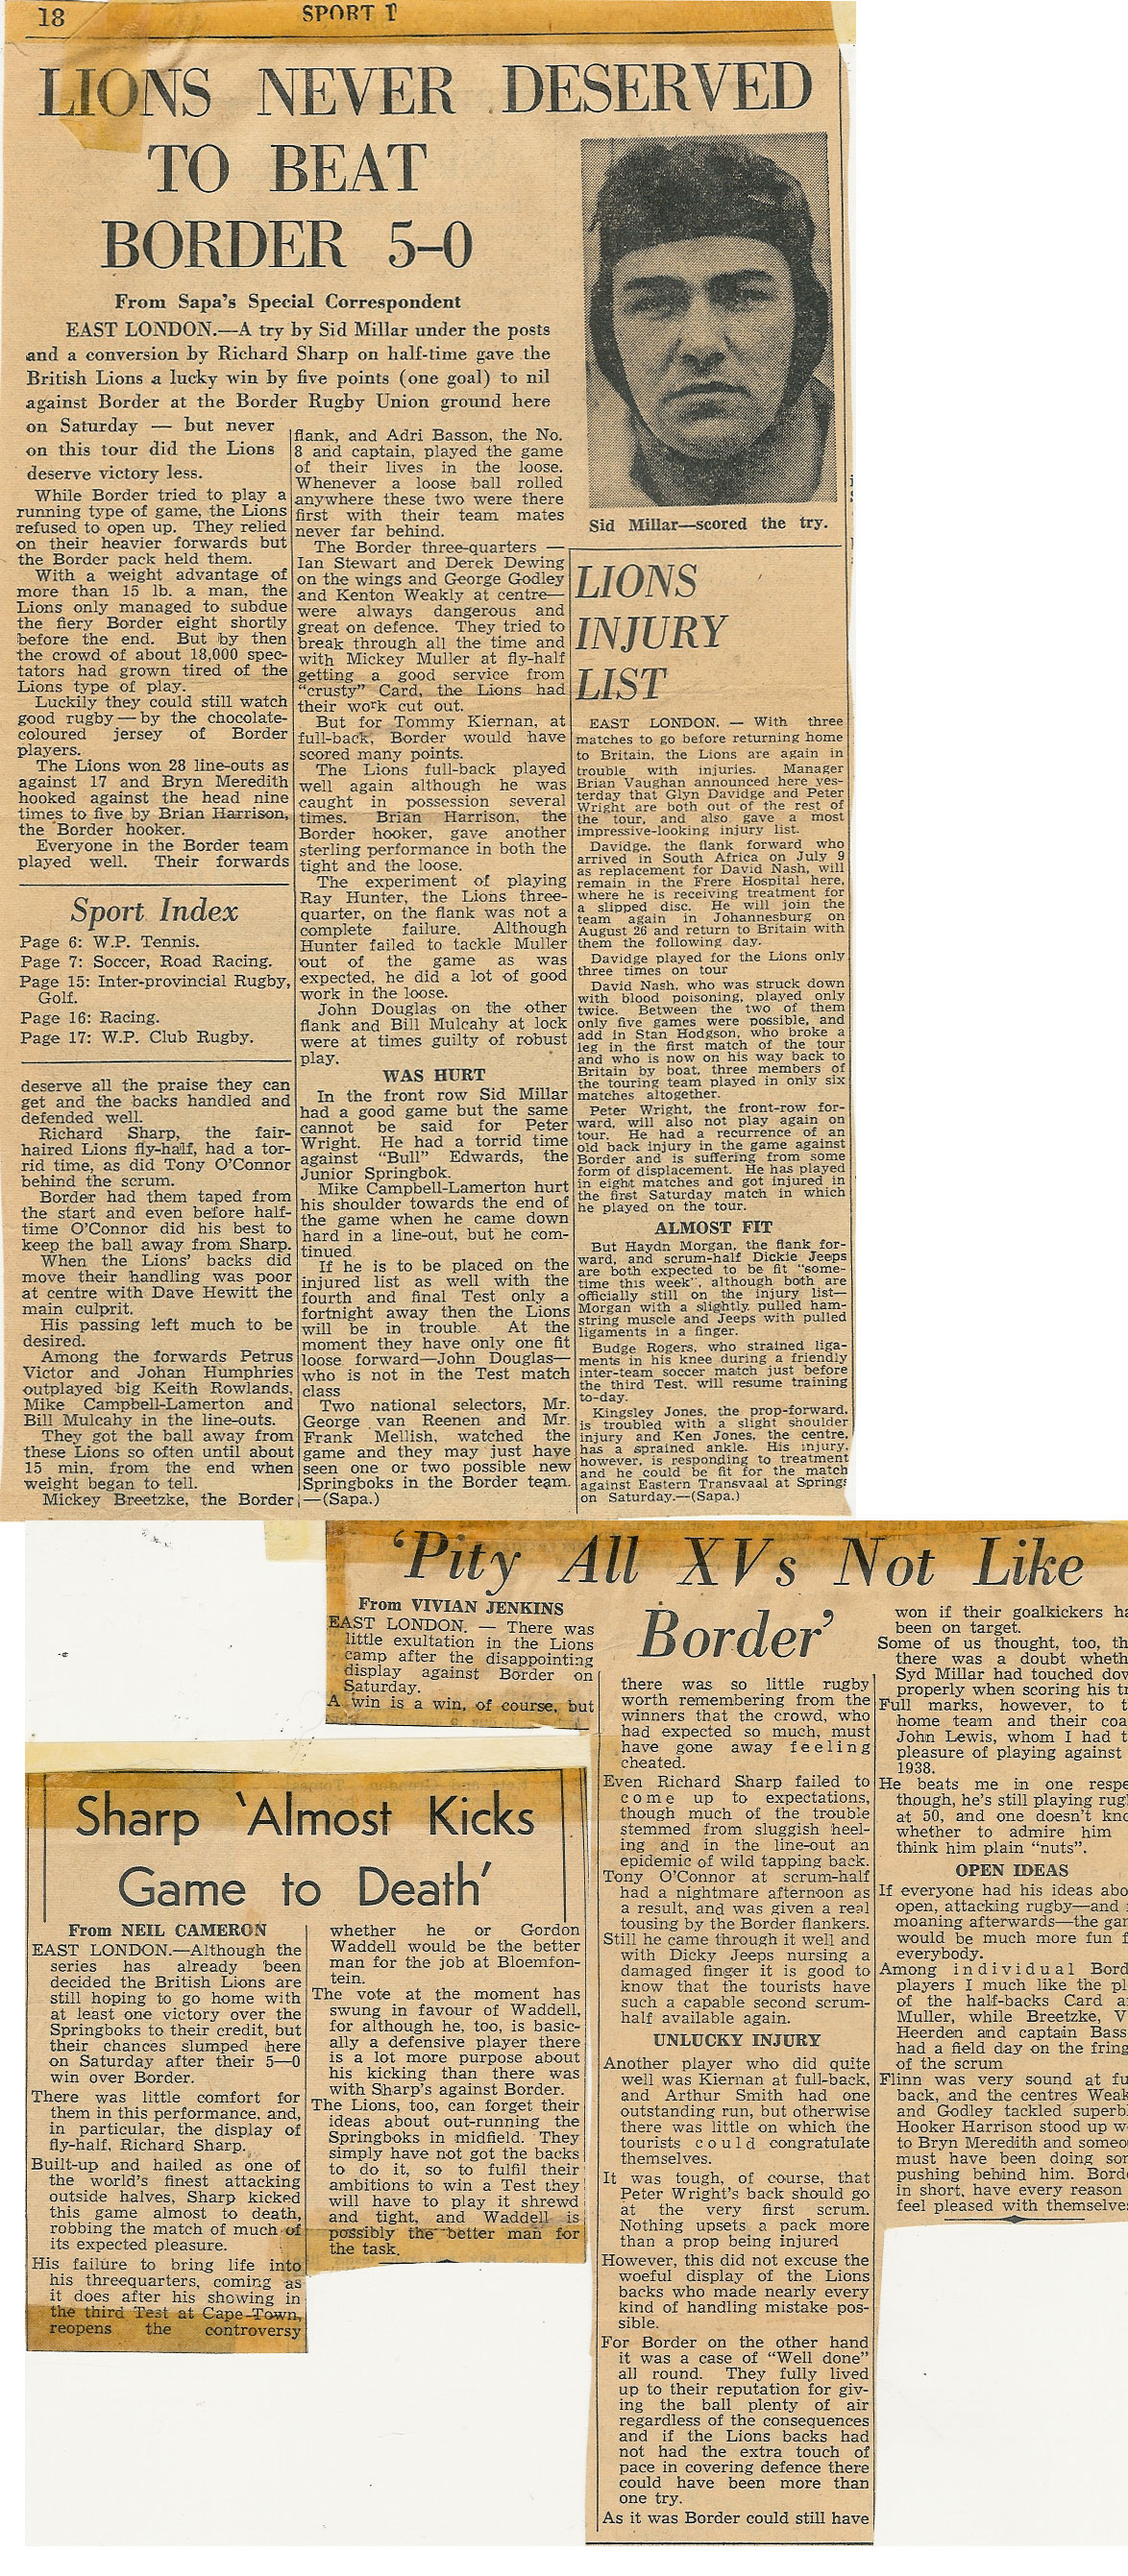 18
SPORT
LIONS NEVER DESERVED
TO BEAT
BORDER 5–0
From Sapa's Special Correspondent
EAST LONDON.—A try by Sid Millar under the posts
and a conversion by Richard Sharp on half-time gave the
British Lions a lucky win by five points (one goal) to nil
against Border at the Border Rugby Union ground here
on Saturday — but never
on this tour did the Lions
deserve victory less.
While Border tried to play a
running type of game, the Lions
refused to open up. They relied
on their heavier forwards but
the Border pack held them.
With a weight advantage of
more than 15 lb. a man, the
Lions only managed to subdue
the fiery Border eight shortly
before the end. But by then
the crowd of about 18,000 spec-
tators had grown tired of the
Lions type of play.
Luckily they could still watch
good rugby — by the chocolate-
coloured jersey of Border
players.
The Lions won 28 line-outs as
against 17 and Bryn Meredith
hooked against the head nine
times to five by Brian Harrison,
the Border hooker.
Everyone in the Border team
played well. Their forwards
Sport Index
Page 6: W.P. Tennis.
Page 7: Soccer, Road Racing.
Page 15: Inter-provincial Rugby,
Golf.
Page 16: Racing.
Page 17: W.P. Club Rugby.
deserve all the praise they can
get and the backs handled and
defended well.
Richard Sharp, the fair-
haired Lions fly-half, had a tor-
rid time, as did Tony O'Connor
behind the scrum.
Border had them taped from
the start and even before half-
time O'Connor did his best to
keep the ball away from Sharp.
When the Lions' backs did
move their handling was poor
at centre with Dave Hewitt the
main culprit.
His passing left much to be
desired.
Among the forwards Petrus
Victor and Johan Humphries
outplayed big Keith Rowlands,
Mike Campbell-Lamerton and
Bill Mulcahy in the line-outs.
They got the ball away from
these Lions so often until about
15 min. from the end when
weight began to tell.
Mickey Breetzke, the Border
flank, and Adri Basson, the No.
8 and captain, played the game
of their lives in the loose.
Whenever a loose ball rolled
anywhere these two were there
first with their team mates
never far behind.
The Border three-quarters —
Ian Stewart and Derek Dewing
on the wings and George Godley
and Kenton Weakly at centre—
were always dangerous and
great on defence. They tried to
break through all the time and
with Mickey Muller at fly-half
getting a good service from
"crusty" Card, the Lions had
their work cut out.
But for Tommy Kiernan, at
full-back, Border would have
scored many points.
The Lions full-back played
well again although he was
caught in possession several
times. Brian Harrison, the
Border hooker, gave another
sterling performance in both the
tight and the loose.
The experiment of playing
Ray Hunter, the Lions three-
quarter, on the flank was not a
complete failure. Although
Hunter failed to tackle Muller
out of the game as was
expected, he did a lot of good
work in the loose.
John Douglas on the other
flank and Bill Mulcahy at lock
were at times guilty of robust
play.
WAS HURT
In the front row Sid Millar
had a good game but the same
cannot be said for Peter
Wright. He had a torrid time
against "Bull" Edwards, the
Junior Springbok.
Mike Campbell-Lamerton hurt
his shoulder towards the end of
the game when he came down
hard in a line-out, but he con-
tinued
If he is to be placed on the
injured list as well with the
fourth and final Test only a
fortnight away then the Lions
will be in trouble. At the
moment they have only one fit
loose forward—John Douglas—
who is not in the Test match
class
Two national selectors, Mr.
George van Reenen and Mr.
Frank Mellish, watched the
game and they may just have
seen one or two possible new
Springboks in the Border team.
—(Sapa.)
Sid Millar—scored the try.
LIONS
INJURY
LIST
EAST LONDON. — With three
matches to go before returning home
to Britain, the Lions are again in
trouble with injuries. Manager
Brian Vaughan announced here yes-
terday that Glyn Davidge and Peter
Wright are both out of the rest of
the tour, and also gave a most
impressive-looking injury list.
Davidge, the flank forward who
arrived in South Africa on July 9
as replacement for David Nash, will
remain in the Frere Hospital here,
where he is receiving treatment for
a slipped disc. He will join the
team again in Johannesburg on
August 26 and return to Britain with
them the following day.
Davidge played for the Lions only
three times on tour
David Nash, who was struck down
with blood poisoning, played only
twice. Between the two of them
only five games were possible, and
add in Stan Hodgson, who broke a
leg in the first match of the tour
and who is now on his way back to
Britain by boat, three members of
the touring team played in only six
matches altogether.
Peter Wright, the front-row for-
ward, will also not play again on
tour. He had a recurrence of an
old back injury in the game against
Border and is suffering from some
form of displacement. He has played
in eight matches and got injured in
the first Saturday match in which
he played on the tour.
ALMOST FIT
But Haydn Morgan, the flank for-
ward, and scrum-half Dickie Jeeps
are both expected to be fit "some-
time this week", although both are
officially still on the injury list—
Morgan with a slightly pulled ham-
string muscle and Jeeps with pulled
ligaments in a finger.
Budge Rogers, who strained liga-
ments in his knee during a friendly
inter-team soccer match just before
the third Test, will resume training
to-day.
Kingsley Jones, the prop-forward,
is troubled with a slight shoulder
injury and Ken Jones, the centre,
has a sprained ankle. His injury,
however, is responding to treatment
and he could be fit for the match
against Eastern Transvaal at Springs
on Saturday.—(Sapa.)
'Pity All XVs Not Like
Border'
From VIVIAN JENKINS
EAST LONDON. — There was
little exultation in the Lions
camp after the disappointing
display against Border on
Saturday.
A win is a win, of course, but
there was so little rugby
worth remembering from the
winners that the crowd, who
had expected so much, must
have gone away feeling
cheated.
Even Richard Sharp failed to
come up to expectations,
though much of the trouble
stemmed from sluggish heel-
ing and in the line-out an
epidemic of wild tapping back.
Tony O'Connor at scrum-half
had a nightmare afternoon as
a result, and was given a real
tousing by the Border flankers.
Still he came through it well and
with Dicky Jeeps nursing a
damaged finger it is good to
know that the tourists have
such a capable second scrum-
half available again.
UNLUCKY INJURY
Another player who did quite
well was Kiernan at full-back,
and Arthur Smith had one
outstanding run, but otherwise
there was little on which the
tourists could congratulate
themselves.
It was tough, of course, that
Peter Wright's back should go
at the very first scrum.
Nothing upsets a pack more
than a prop being injured
However, this did not excuse the
woeful display of the Lions
backs who made nearly every
kind of handling mistake pos-
sible.
For Border on the other hand
it was a case of "Well done"
all round. They fully lived
up to their reputation for giv-
ing the ball plenty of air
regardless of the consequences
and if the Lions backs had
not had the extra touch of
pace in covering defence there
could have been more than
one try.
As it was Border could still have
won if their goalkickers ha
been on target.
Some of us thought, too, th
there was a doubt wheth
Syd Millar had touched dov
properly when scoring his tr
Full marks, however, to t
home team and their coa
John Lewis, whom I had t
pleasure of playing against
1938.
He beats me in one respe
though, he's still playing rugl
at 50, and one doesn't kno
whether to admire him
think him plain "nuts".
OPEN IDEAS
If everyone had his ideas abo
open, attacking rugby—and
moaning afterwards—the gar
would be much more fun f
everybody.
Among individual Bord
players I much like the pl
of the half-backs Card a
Muller, while Breetzke, V
Heerden and captain Bass
had a field day on the fring
of the scrum
Flinn was very sound at fu
back, and the centres Weak
and Godley tackled superb
Hooker Harrison stood up w
to Bryn Meredith and someo
must have been doing sor
pushing behind him. Bord
in short, have every reason
feel pleased with themselve
Sharp 'Almost Kicks
Game to Death'
From NEIL CAMERON
EAST LONDON.—Although the
series has already been
decided the British Lions are
still hoping to go home with
at least one victory over the
Springboks to their credit, but
their chances slumped here
on Saturday after their 5—0
win over Border.
There was little comfort for
them in this performance, and,
in particular, the display of
fly-half, Richard Sharp.
Built-up and hailed as one of
the world's finest attacking
outside halves, Sharp kicked
this game almost to death,
robbing the match of much of
its expected pleasure.
His failure to bring life into
his threequarters, coming as
it does after his showing in
the third Test at Cape Town,
reopens the controversy
whether he or Gordon
Waddell would be the better
man for the job at Bloemfon-
tein.
The vote at the moment has
swung in favour of Waddell,
for although he, too, is basic-
ally a defensive player there
is a lot more purpose about
his kicking than there was
with Sharp's against Border.
The Lions, too, can forget their
ideas about out-running the
Springboks in midfield. They
simply have not got the backs
to do it, so to fulfil their
ambitions to win a Test they
will have to play it shrewd
and tight, and Waddell is
possibly the better man for
the task.